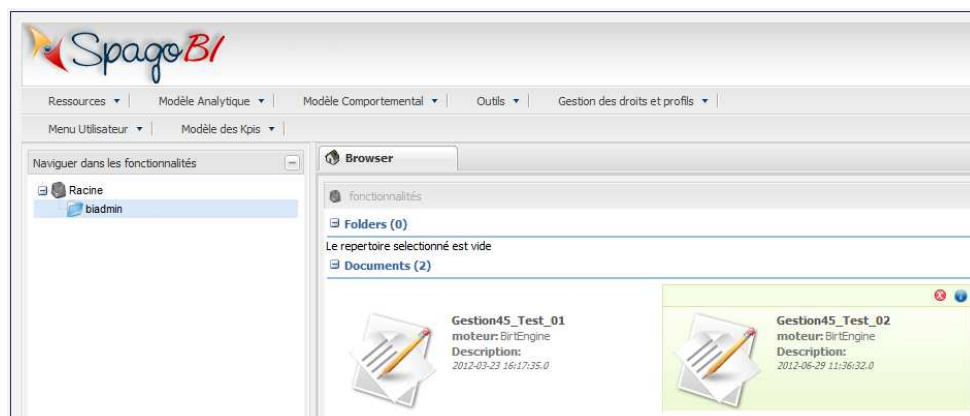 SpagoBI
Ressources Modèle Analytique Modèle Comportemental Outils Gestion des droits et profils
Menu Utilisateur Modèle des Kpis
Naviguer dans les fonctionnalités
Browser
Racine
biadmin
fonctionnalités
Folders (0)
Le repertoire selectionné est vide
Documents (2)
Gestion45_Test_01
moteur: BirtEngine
Description:
2012-03-23 16:17:35.0
Gestion45_Test_02
moteur: BirtEngine
Description:
2012-06-29 11:36:32.0